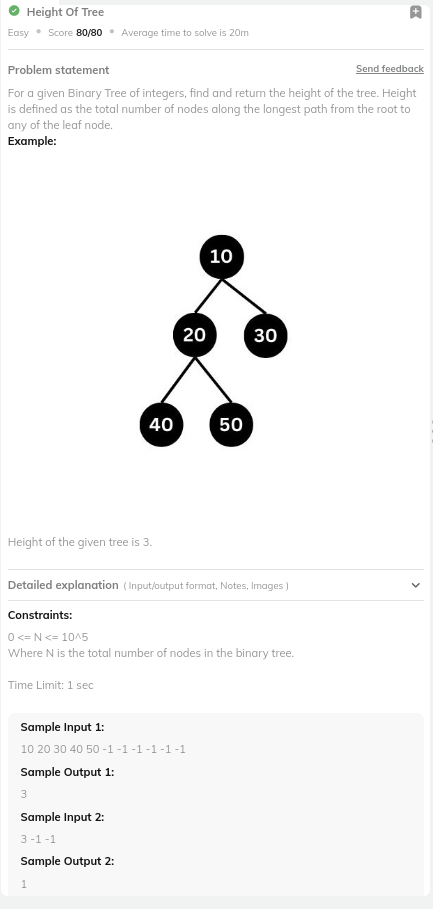 Height Of Tree
Easy • Score 80/80 • Average time to solve is 20m
Problem statement
Send feedback
For a given Binary Tree of integers, find and return the height of the tree. Height
is defined as the total number of nodes along the longest path from the root to
any of the leaf node.
Example:
10
20 30
40 50
Height of the given tree is 3.
Detailed explanation ( Input/output format, Notes, Images )
Constraints:
0 <= N <= 10^5
Where N is the total number of nodes in the binary tree.
Time Limit: 1 sec
Sample Input 1:
10 20 30 40 50 -1 -1 -1 -1 -1 -1
Sample Output 1:
3
Sample Input 2:
3 -1 -1
Sample Output 2:
1